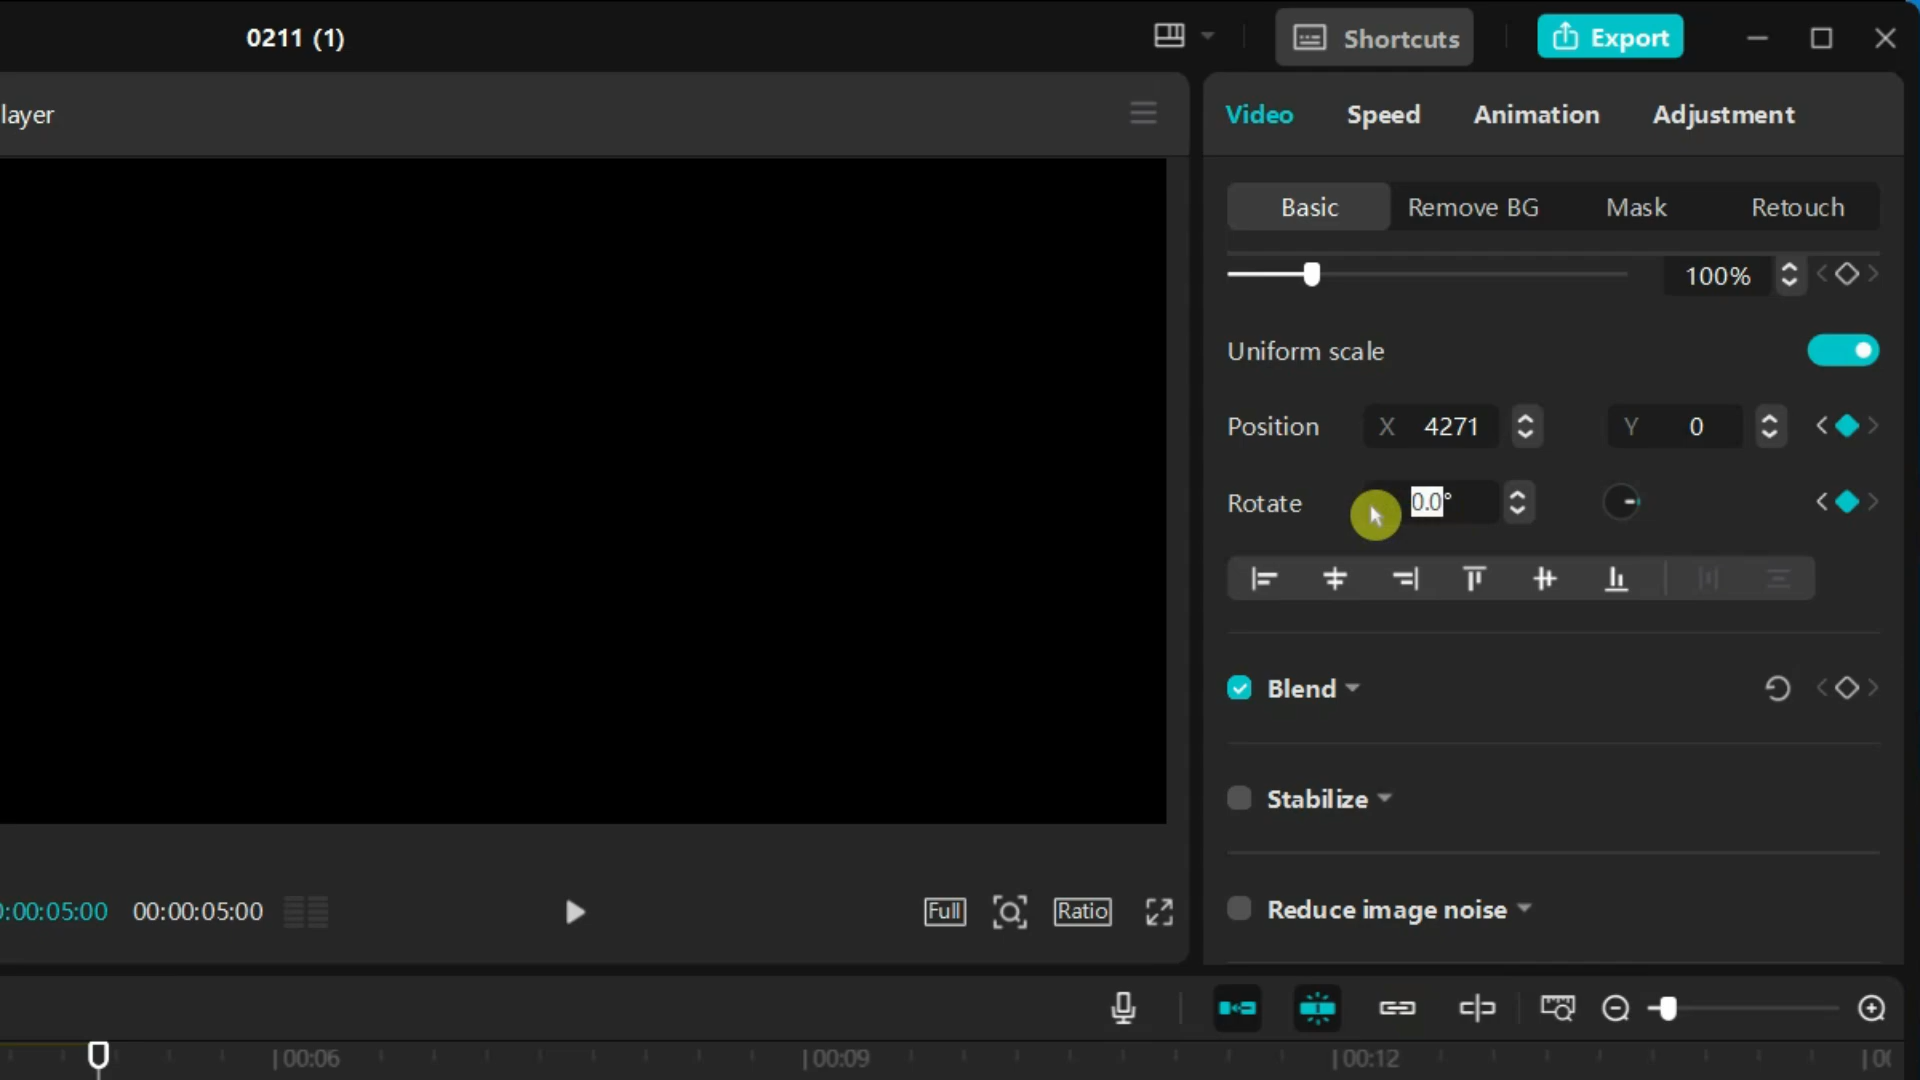 0211 (1)
Shortcuts
Export
layer
Video
Speed
Animation
Adjustment
Basic
Remove BG
Mask
Retouch
100%
Uniform scale
Position
X 4271
Y 0
Rotate
0.0°
Blend
Stabilize
Reduce image noise
0:00:05:00
00:00:05:00
Full
Ratio
00:06
00:09
00:12